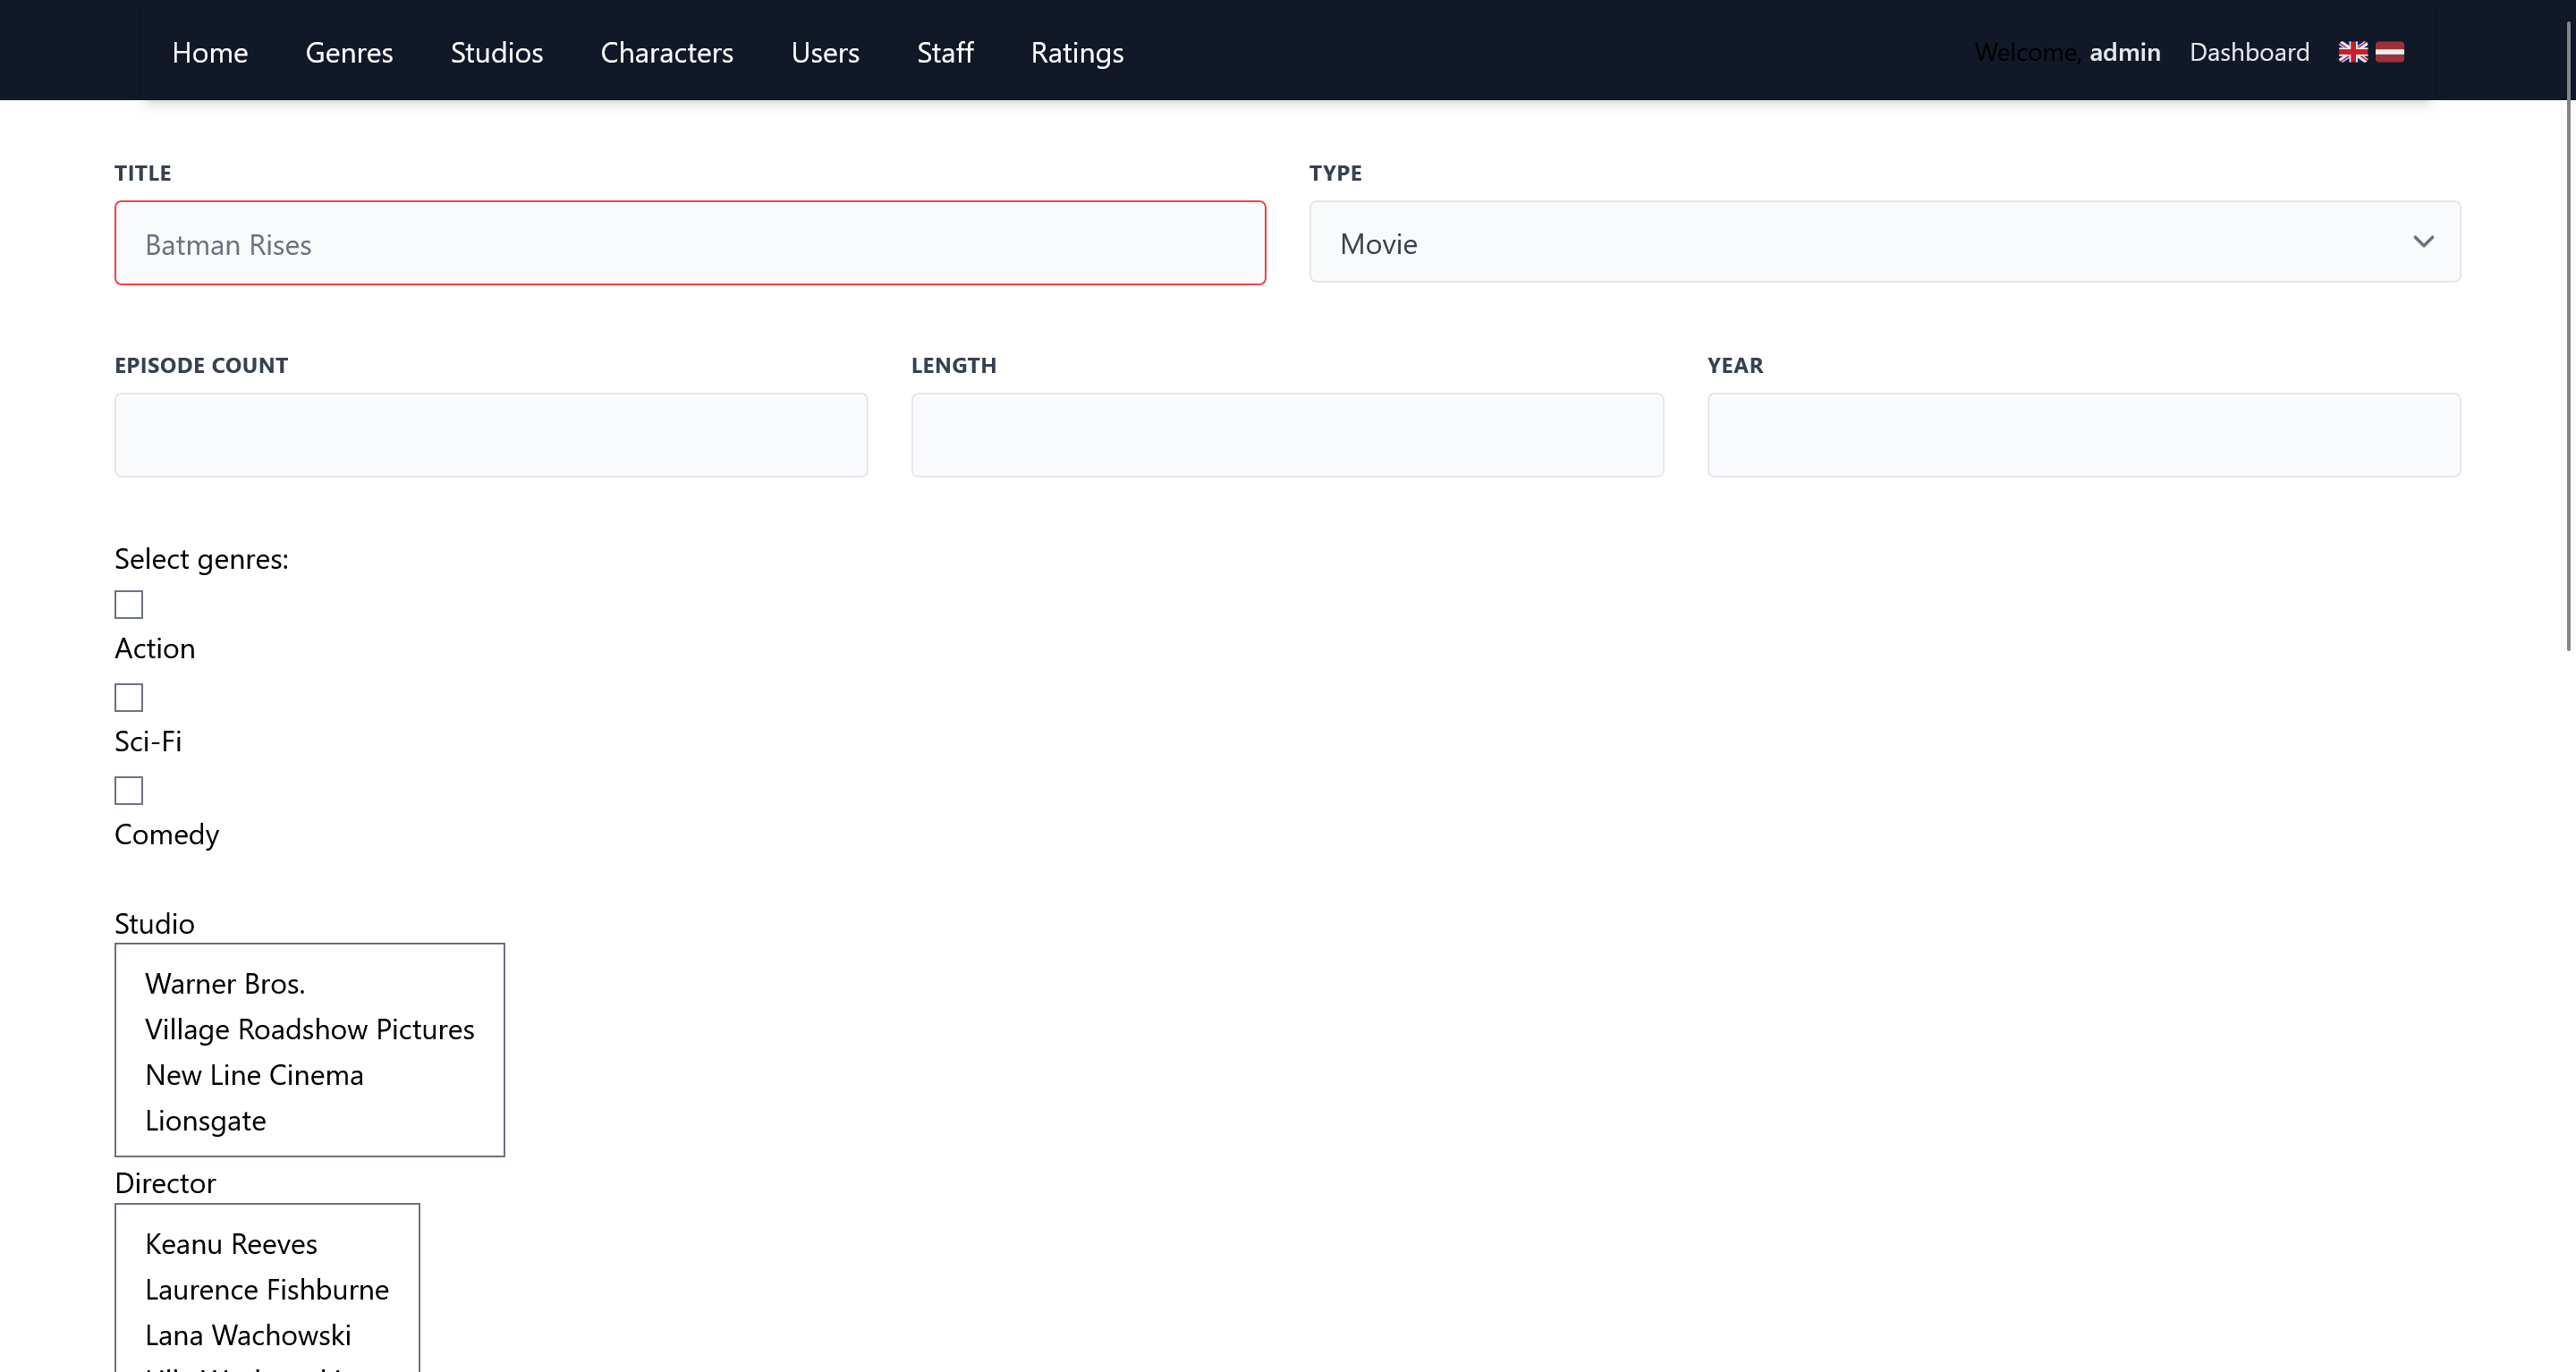 Home Genres Studios Characters Users Staff Ratings Welcome, admin Dashboard
TITLE TYPE
Batman Rises Movie
EPISODE COUNT LENGTH YEAR
Select genres:
Action
Sci-Fi
Comedy
Studio
Warner Bros.
Village Roadshow Pictures
New Line Cinema
Lionsgate
Director
Keanu Reeves
Laurence Fishburne
Lana Wachowski